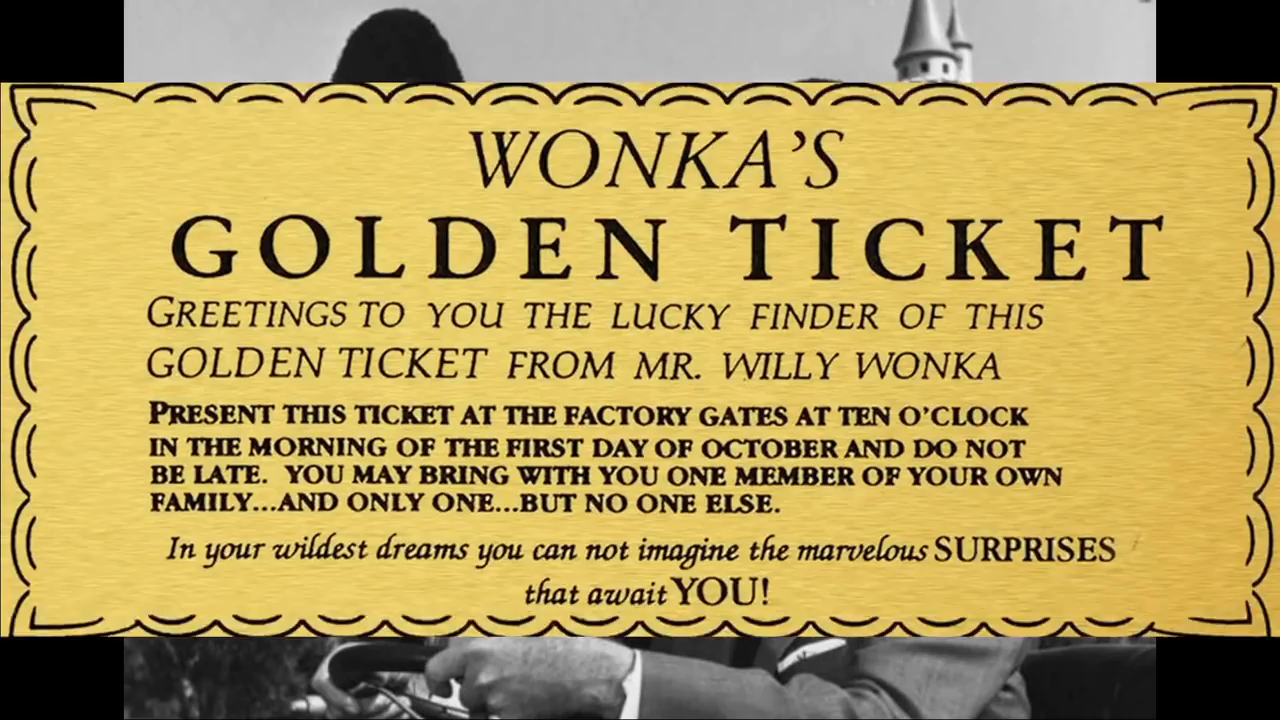 WONKA'S
GOLDEN TICKET
GREETINGS TO YOU THE LUCKY FINDER OF THIS
GOLDEN TICKET FROM MR. WILLY WONKA
PRESENT THIS TICKET AT THE FACTORY GATES AT TEN O'CLOCK
IN THE MORNING OF THE FIRST DAY OF OCTOBER AND DO NOT
BE LATE. YOU MAY BRING WITH YOU ONE MEMBER OF YOUR OWN
FAMILY...AND ONLY ONE...BUT NO ONE ELSE.
In your wildest dreams you can not imagine the marvelous SURPRISES
that await YOU!